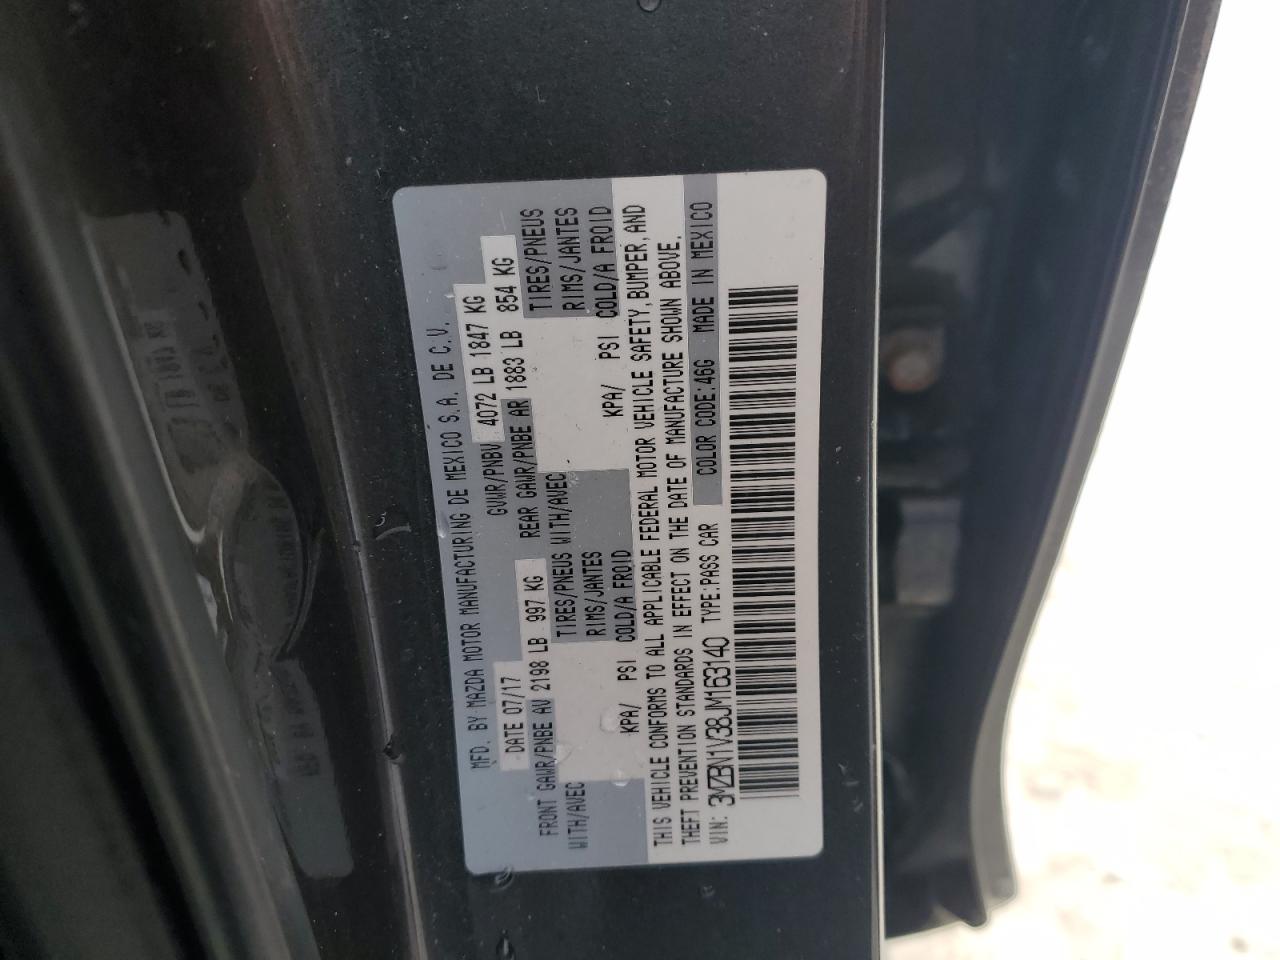 MFD. BY MAZDA MOTOR MANUFACTURING DE MEXICO S.A. DE C.V.
DATE 07/17 GVWR/PNBV 4072 LB 1847 KG
FRONT GAWR/PNBE AV 2198 LB 997 KG REAR GAWR/PNBE AR 1883 LB 854 KG
WITH/AVEC TIRES/PNEUS WITH/AVEC TIRES/PNEUS
RIMS/JANTES RIMS/JANTES
KPA/ PSI COLD/A FROID KPA/ PSI COLD/A FROID
THIS VEHICLE CONFORMS TO ALL APPLICABLE FEDERAL MOTOR VEHICLE SAFETY, BUMPER, AND
THEFT PREVENTION STANDARDS IN EFFECT ON THE DATE OF MANUFACTURE SHOWN ABOVE.
VIN: 3MZBN1V38JM163140 TYPE:PASS CAR COLOR CODE:46G MADE IN MEXICO